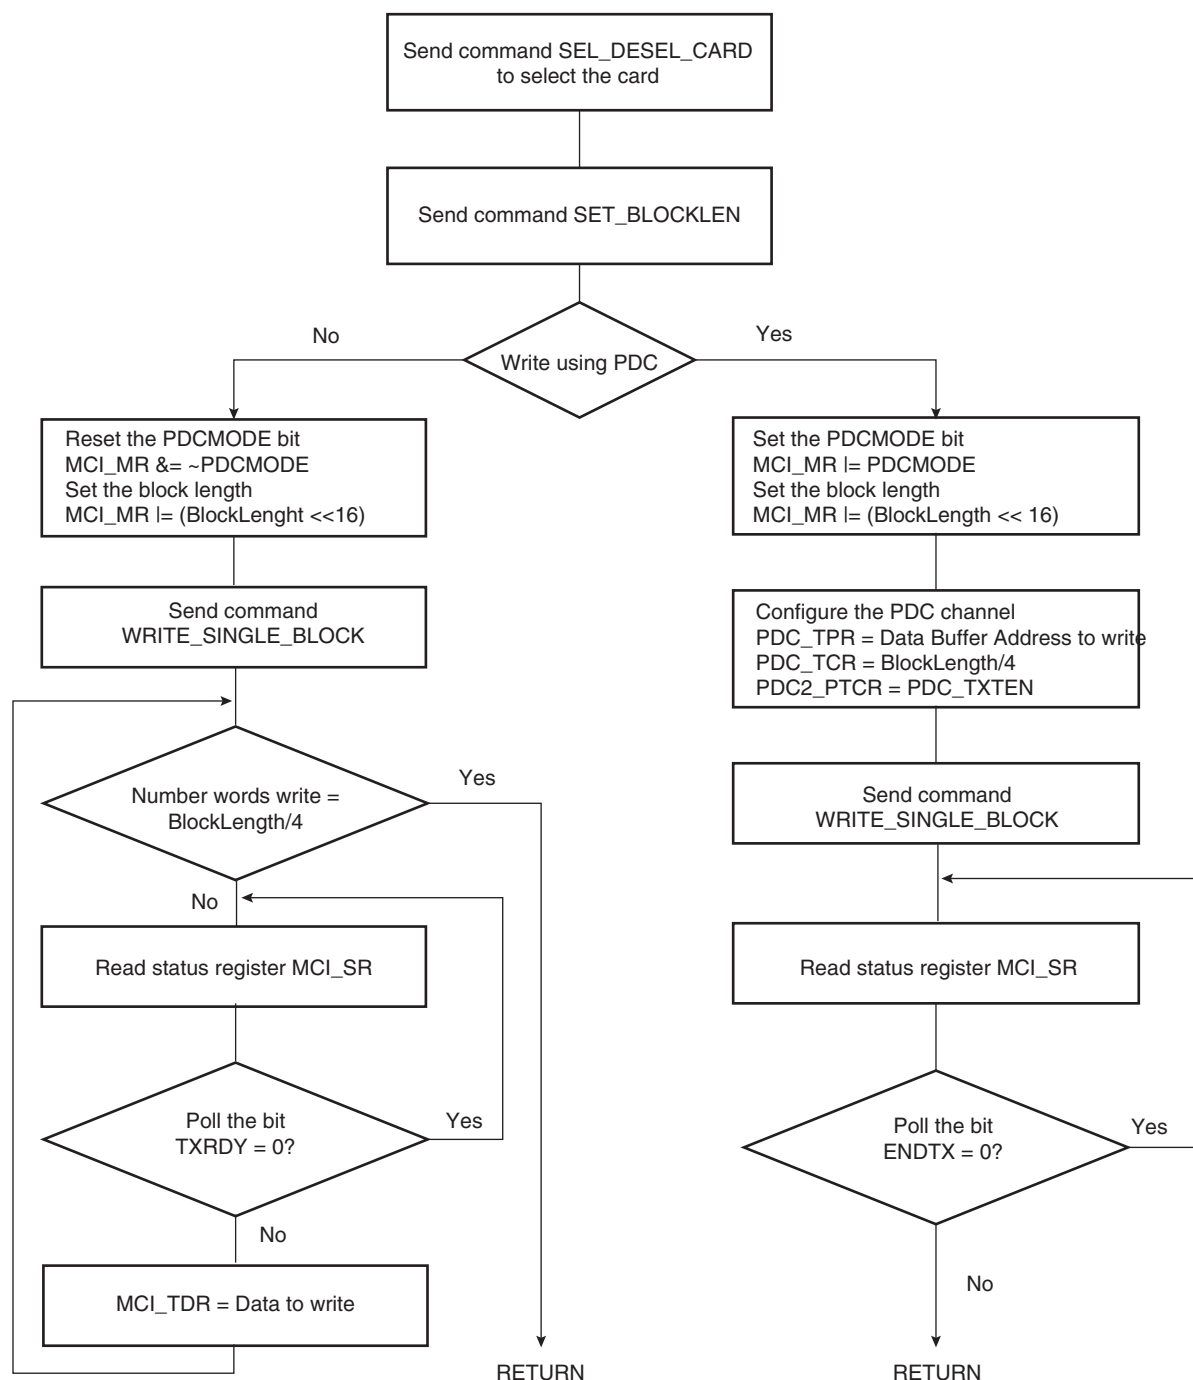 Send command SEL_DESEL_CARD
to select the card
Send command SET_BLOCKLEN
No
Yes
Write using PDC
Reset the PDCMODE bit
MCI_MR &= ~PDCMODE
Set the block length
MCI_MR |= (BlockLenght <<16)
Send command
WRITE_SINGLE_BLOCK
Number words write =
BlockLength/4
Yes
No
Read status register MCI_SR
Poll the bit
TXRDY = 0?
Yes
No
MCI_TDR = Data to write
RETURN
Set the PDCMODE bit
MCI_MR |= PDCMODE
Set the block length
MCI_MR |= (BlockLength << 16)
Configure the PDC channel
PDC_TPR = Data Buffer Address to write
PDC_TCR = BlockLength/4
PDC2_PTCR = PDC_TXTEN
Send command
WRITE_SINGLE_BLOCK
Read status register MCI_SR
Poll the bit
ENDTX = 0?
Yes
No
RETURN